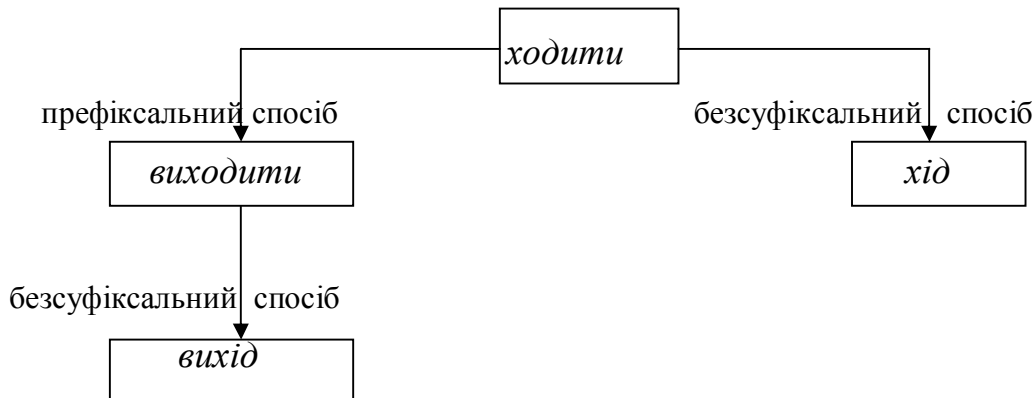 ходити
префіксальний спосіб
безсуфіксальний спосіб
виходити
хід
безсуфіксальний спосіб
вихід